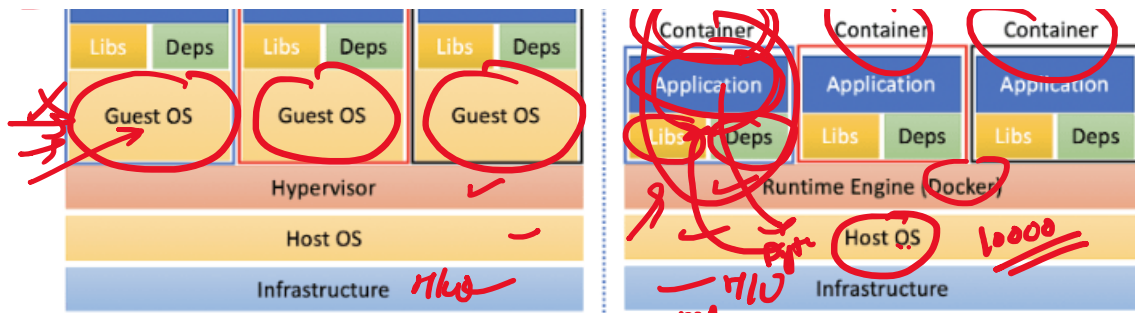 Libs Deps Libs Deps Libs Deps
Guest OS Guest OS Guest OS
Hypervisor
Host OS
Infrastructure H/W
Container Container Container
Application Application Application
Libs Deps Libs Deps Libs Deps
Runtime Engine (Docker)
Host OS 10000
H/W Infrastructure